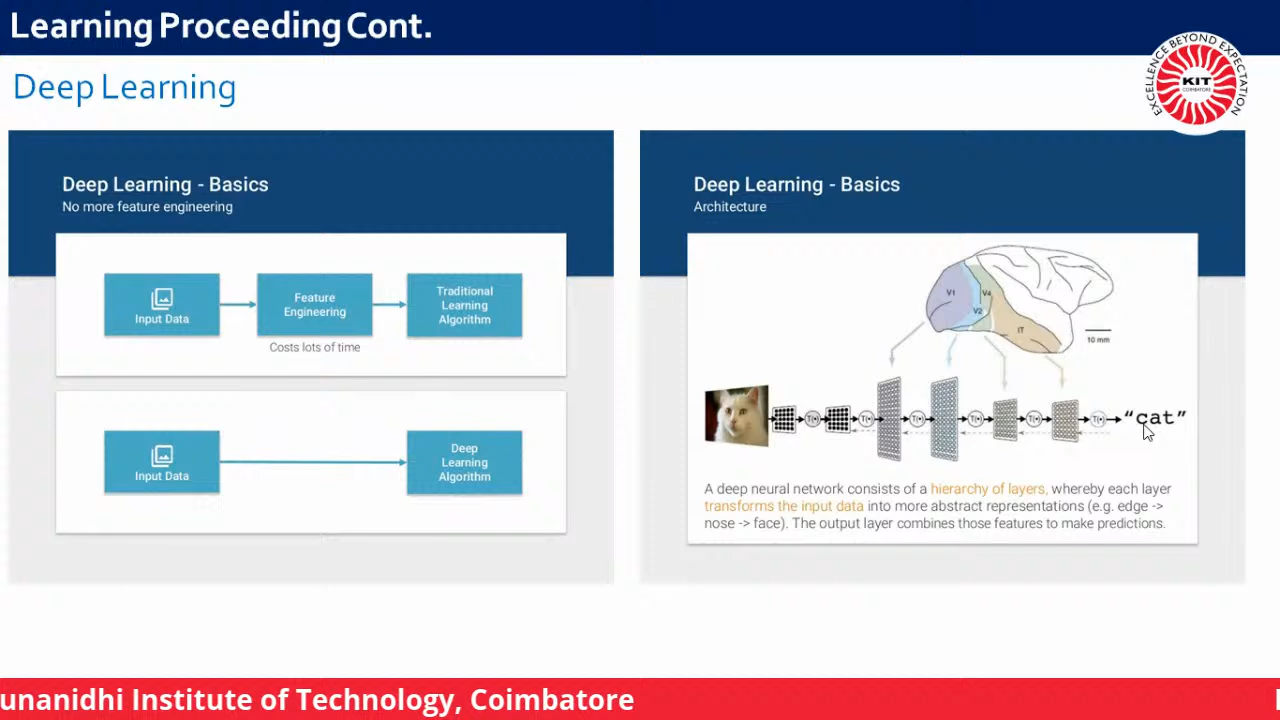 Learning Proceeding Cont.
Deep Learning
EXCELLENCE BEYOND EXPECTATION
KIT
COIMBATORE
Deep Learning - Basics
No more feature engineering
Input Data
Feature
Engineering
Traditional
Learning
Algorithm
Costs lots of time
Input Data
Deep
Learning
Algorithm
Deep Learning - Basics
Architecture
V1
V4
V2
IT
10 mm
T(•)
T(•)
T(•)
T(•)
T(•)
T(•)
T(•)
“cat”
A deep neural network consists of a hierarchy of layers, whereby each layer
transforms the input data into more abstract representations (e.g. edge ->
nose -> face). The output layer combines those features to make predictions.
unanidhi Institute of Technology, Coimbatore